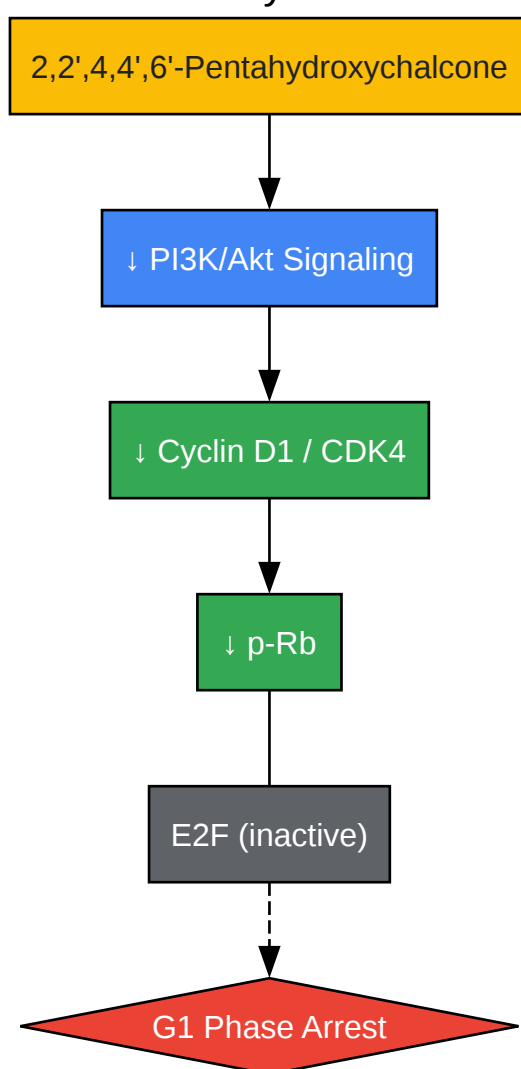 2,2',4,4',6'-Pentahydroxychalcone
↓ PI3K/Akt Signaling
↓ Cyclin D1 / CDK4
↓ p-Rb
E2F (inactive)
G1 Phase Arrest